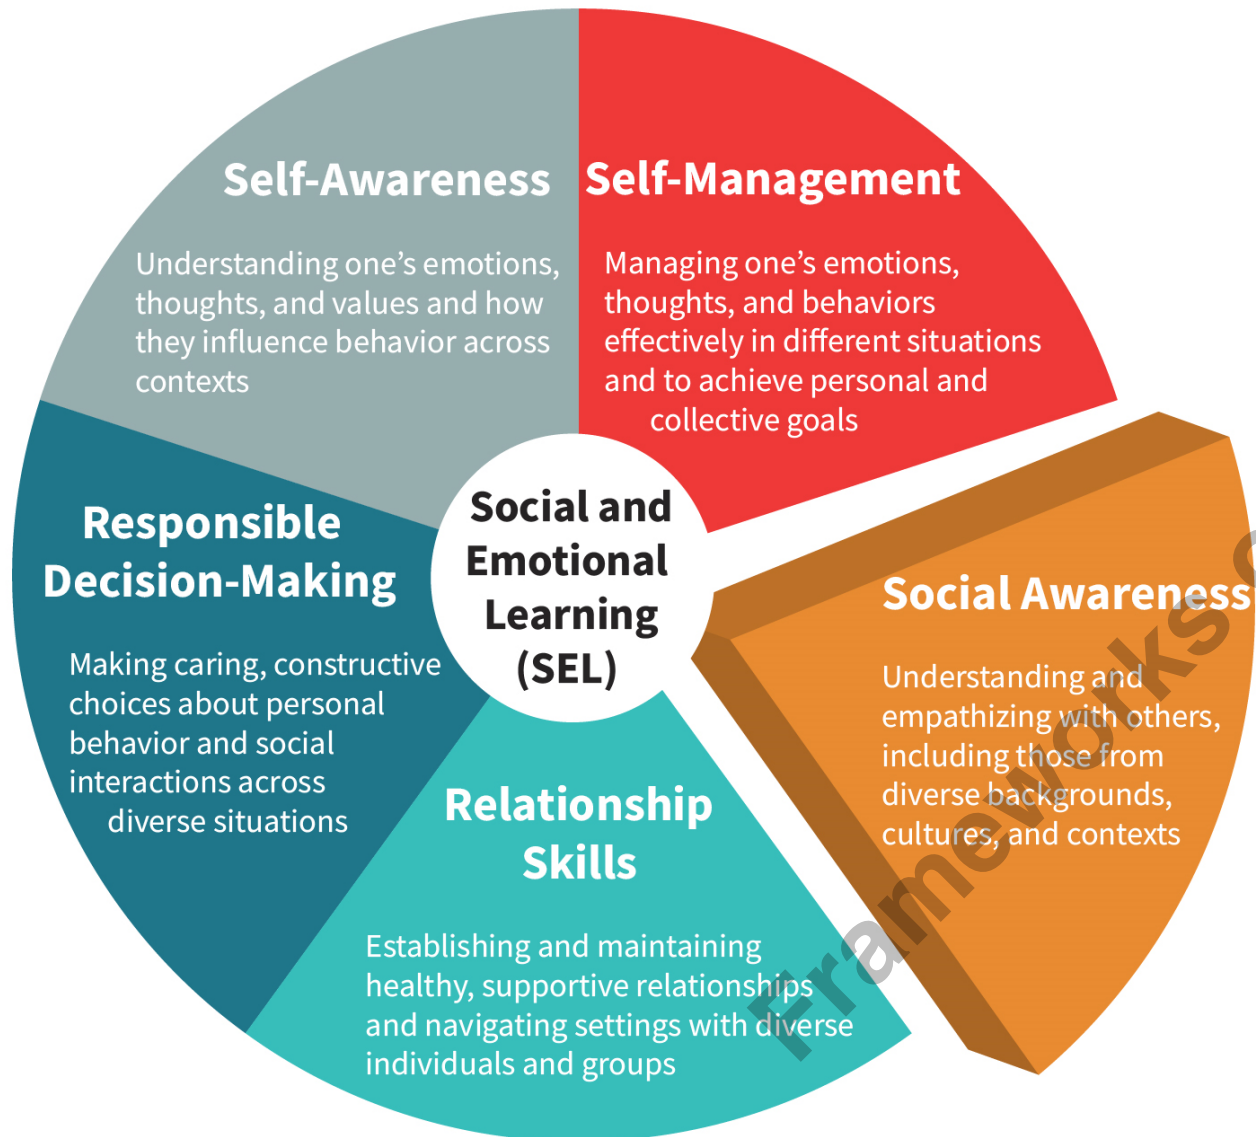 Self-Awareness
Understanding one’s emotions,
thoughts, and values and how
they influence behavior across
contexts
Self-Management
Managing one’s emotions,
thoughts, and behaviors
effectively in different situations
and to achieve personal and
collective goals
Social and
Emotional
Learning
(SEL)
Social Awareness
Understanding and
empathizing with others,
including those from
diverse backgrounds,
cultures, and contexts
Responsible
Decision-Making
Making caring, constructive
choices about personal
behavior and social
interactions across
diverse situations
Relationship
Skills
Establishing and maintaining
healthy, supportive relationships
and navigating settings with diverse
individuals and groups
Frameworks